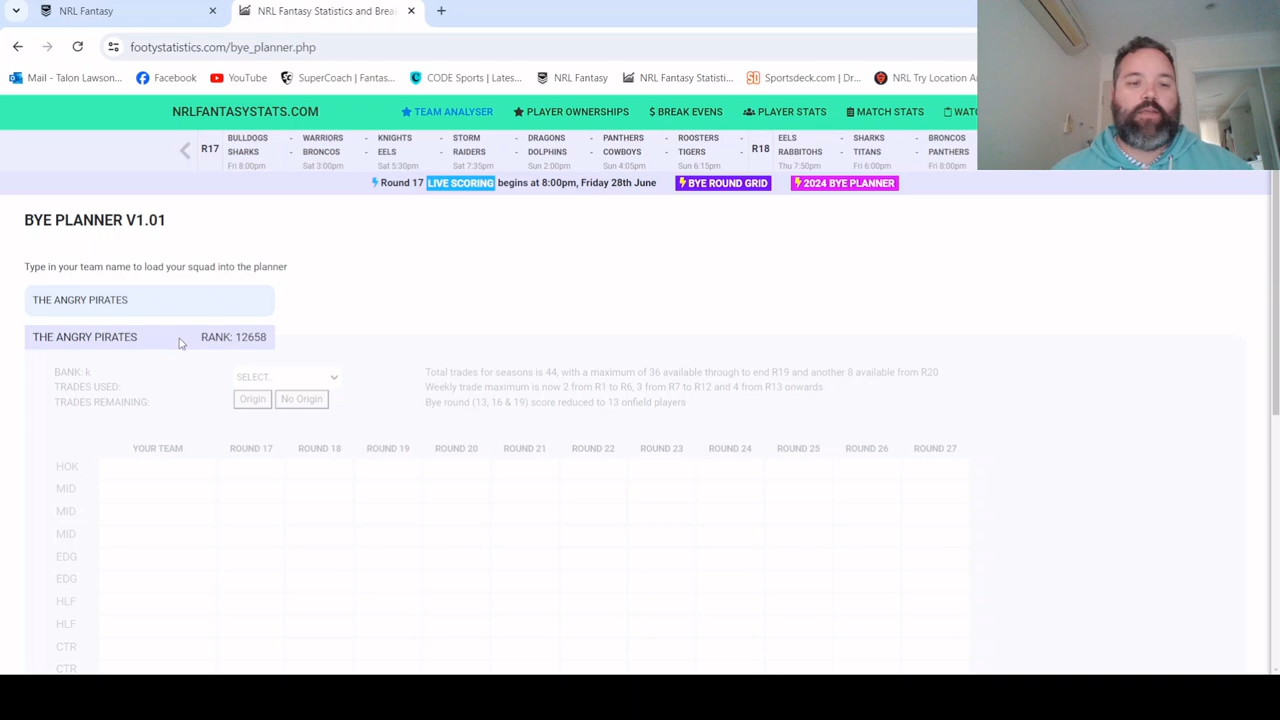 NRL Fantasy
NRL Fantasy Statistics and Brea
footystatistics.com/bye_planner.php
Mail - Talon Lawson... Facebook YouTube SuperCoach | Fantas... CODE Sports | Lates... NRL Fantasy NRL Fantasy Statisti... Sportsdeck.com | Dr... NRL Try Location An
NRLFANTASYSTATS.COM TEAM ANALYSER PLAYER OWNERSHIPS $ BREAK EVENS PLAYER STATS MATCH STATS WATC
R17 BULLDOGS - WARRIORS - KNIGHTS - STORM - DRAGONS - PANTHERS - ROOSTERS - R18 EELS - SHARKS - BRONCOS
SHARKS - BRONCOS - EELS - RAIDERS - DOLPHINS - COWBOYS - TIGERS - RABBITOHS - TITANS - PANTHERS
Fri 8:00pm Sat 3:00pm Sat 5:30pm Sat 7:35pm Sun 2:00pm Sun 4:05pm Sun 6:15pm Thu 7:50pm Fri 6:00pm Fri 8:00pm
Round 17 LIVE SCORING begins at 8:00pm, Friday 28th June BYE ROUND GRID 2024 BYE PLANNER
BYE PLANNER V1.01
Type in your team name to load your squad into the planner
THE ANGRY PIRATES
THE ANGRY PIRATES RANK: 12658
BANK: k SELECT.. Total trades for seasons is 44, with a maximum of 36 available through to end R19 and another 8 available from R20
TRADES USED: Weekly trade maximum is now 2 from R1 to R6, 3 from R7 to R12 and 4 from R13 onwards
TRADES REMAINING: Origin No Origin Bye round (13, 16 & 19) score reduced to 13 onfield players
YOUR TEAM ROUND 17 ROUND 18 ROUND 19 ROUND 20 ROUND 21 ROUND 22 ROUND 23 ROUND 24 ROUND 25 ROUND 26 ROUND 27
HOK
MID
MID
MID
EDG
EDG
HLF
HLF
CTR
CTR